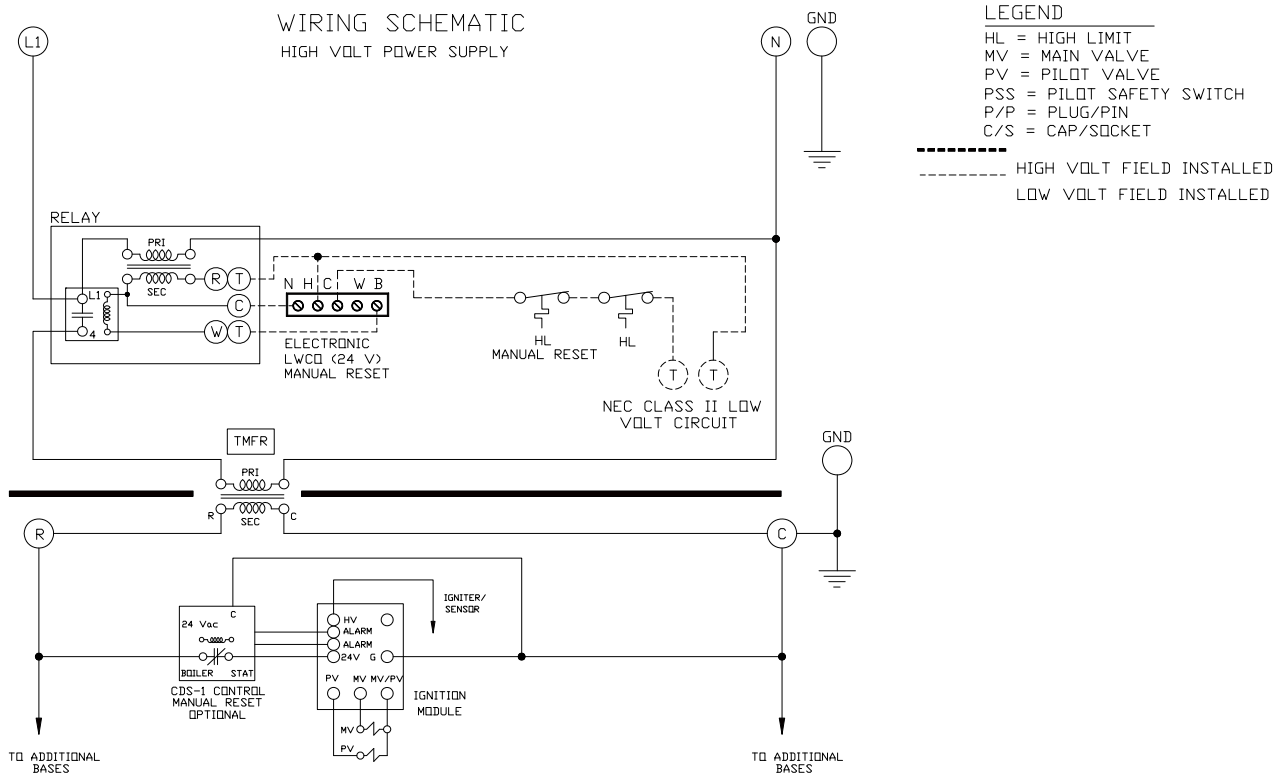 WIRING SCHEMATIC
HIGH VOLT POWER SUPPLY
L1
N
GND
LEGEND
HL = HIGH LIMIT
MV = MAIN VALVE
PV = PILOT VALVE
PSS = PILOT SAFETY SWITCH
P/P = PLUG/PIN
C/S = CAP/SOCKET
HIGH VOLT FIELD INSTALLED
LOW VOLT FIELD INSTALLED
RELAY
PRI
SEC
R T
C
W T
L1
4
N H C W B
ELECTRONIC
LWCO (24 V)
MANUAL RESET
HL
MANUAL RESET
HL
T T
NEC CLASS II LOW
VOLT CIRCUIT
TMFR
PRI
R SEC C
GND
R
C
24 Vac
C
BOILER STAT
CDS-1 CONTROL
MANUAL RESET
OPTIONAL
HV
ALARM
ALARM
24V G
PV MV MV/PV
MV
PV
IGNITER/
SENSOR
IGNITION
MODULE
TO ADDITIONAL
BASES
TO ADDITIONAL
BASES